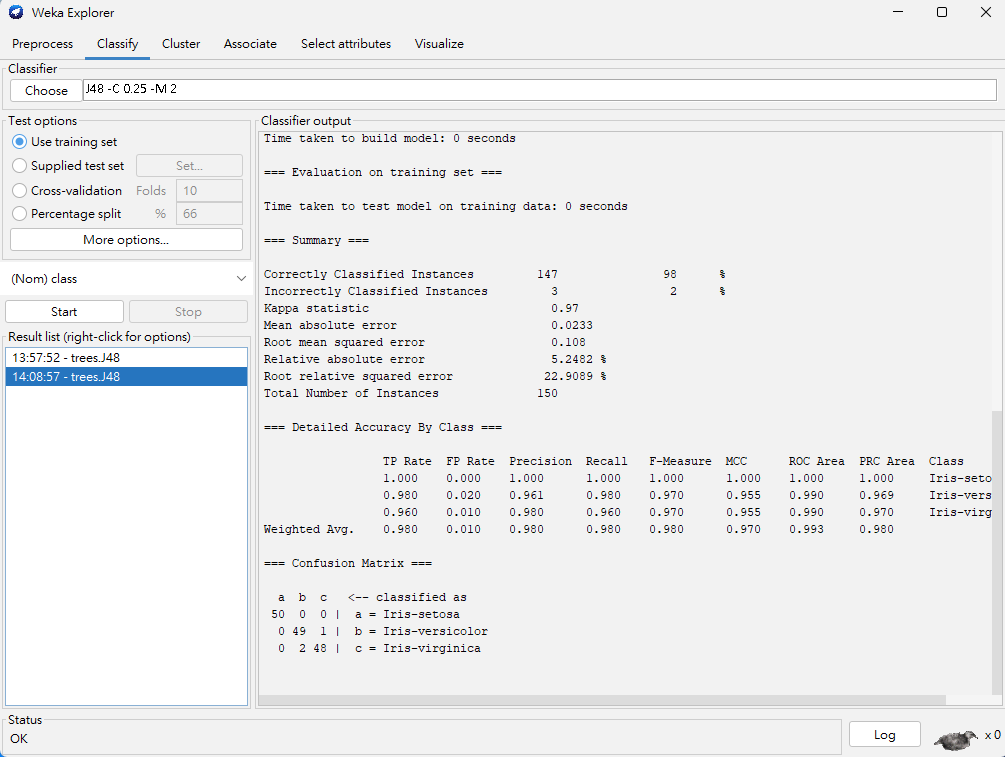 Weka Explorer
Preprocess Classify Cluster Associate Select attributes Visualize
Classifier
Choose J48 -C 0.25 -M 2
Test options
Use training set
Supplied test set Set...
Cross-validation Folds 10
Percentage split % 66
More options...
(Nom) class
Start Stop
Result list (right-click for options)
13:57:52 - trees.J48
14:08:57 - trees.J48
Classifier output
Time taken to build model: 0 seconds
=== Evaluation on training set ===
Time taken to test model on training data: 0 seconds
=== Summary ===
Correctly Classified Instances 147 98 %
Incorrectly Classified Instances 3 2 %
Kappa statistic 0.97
Mean absolute error 0.0233
Root mean squared error 0.108
Relative absolute error 5.2482 %
Root relative squared error 22.9089 %
Total Number of Instances 150
=== Detailed Accuracy By Class ===
TP Rate FP Rate Precision Recall F-Measure MCC ROC Area PRC Area Class
1.000 0.000 1.000 1.000 1.000 1.000 1.000 1.000 Iris-seto
0.980 0.020 0.961 0.980 0.970 0.955 0.990 0.969 Iris-vers
0.960 0.010 0.980 0.960 0.970 0.955 0.990 0.970 Iris-virg
Weighted Avg. 0.980 0.010 0.980 0.980 0.980 0.970 0.993 0.980
=== Confusion Matrix ===
a b c <-- classified as
50 0 0 | a = Iris-setosa
0 49 1 | b = Iris-versicolor
0 2 48 | c = Iris-virginica
Status
OK
Log
x 0